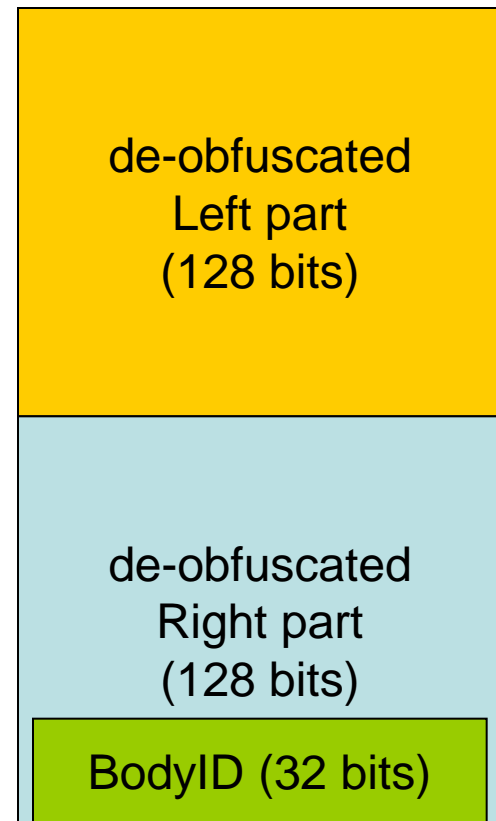 de-obfuscated
Left part
(128 bits)
de-obfuscated
Right part
(128 bits)
BodyID (32 bits)